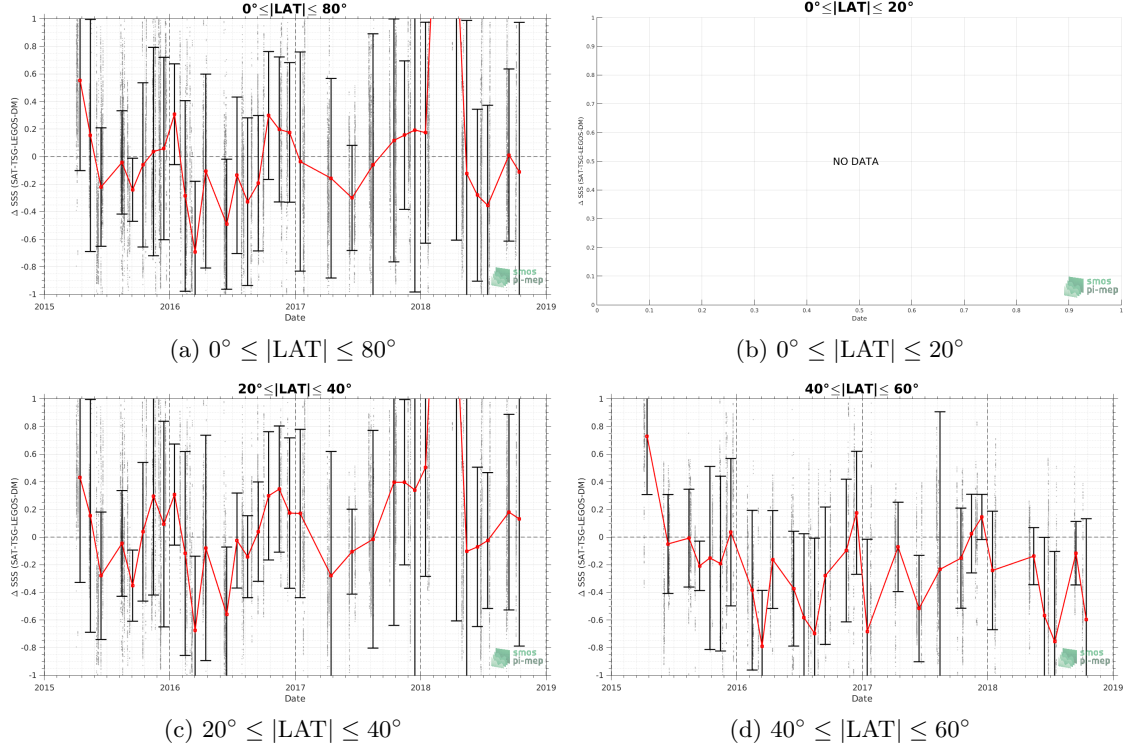 0°≤|LAT|≤ 80°
Δ SSS (SAT-TSG-LEGOS-DM)
1
0.8
0.6
0.4
0.2
0
-0.2
-0.4
-0.6
-0.8
-1
2015
2016
2017
2018
2019
Date
smos
pi-mep
(a) 0° ≤ |LAT| ≤ 80°
0°≤|LAT|≤ 20°
Δ SSS (SAT-TSG-LEGOS-DM)
1
0.9
0.8
0.7
0.6
0.5
0.4
0.3
0.2
0.1
0
NO DATA
0
0.1
0.2
0.3
0.4
0.5
0.6
0.7
0.8
0.9
1
Date
smos
pi-mep
(b) 0° ≤ |LAT| ≤ 20°
20°≤|LAT|≤ 40°
Δ SSS (SAT-TSG-LEGOS-DM)
1
0.8
0.6
0.4
0.2
0
-0.2
-0.4
-0.6
-0.8
-1
2015
2016
2017
2018
2019
Date
smos
pi-mep
(c) 20° ≤ |LAT| ≤ 40°
40°≤|LAT|≤ 60°
Δ SSS (SAT-TSG-LEGOS-DM)
1
0.8
0.6
0.4
0.2
0
-0.2
-0.4
-0.6
-0.8
-1
2015
2016
2017
2018
2019
Date
smos
pi-mep
(d) 40° ≤ |LAT| ≤ 60°